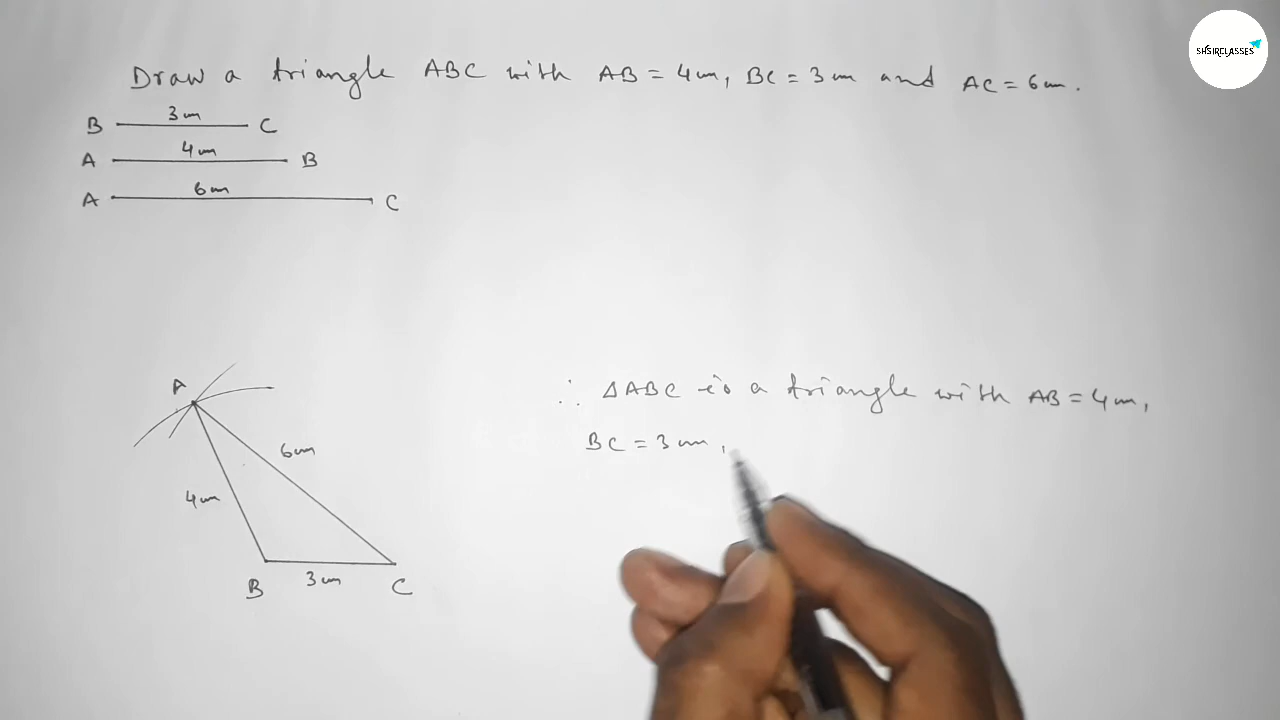 SHSIRCLASSES
Draw a triangle ABC with AB = 4cm, BC = 3cm and AC = 6cm.
B 3cm C
A 4cm B
A 6cm C
A
6cm
4cm
B 3cm C
∴ △ABC is a triangle with AB = 4cm,
BC = 3cm,